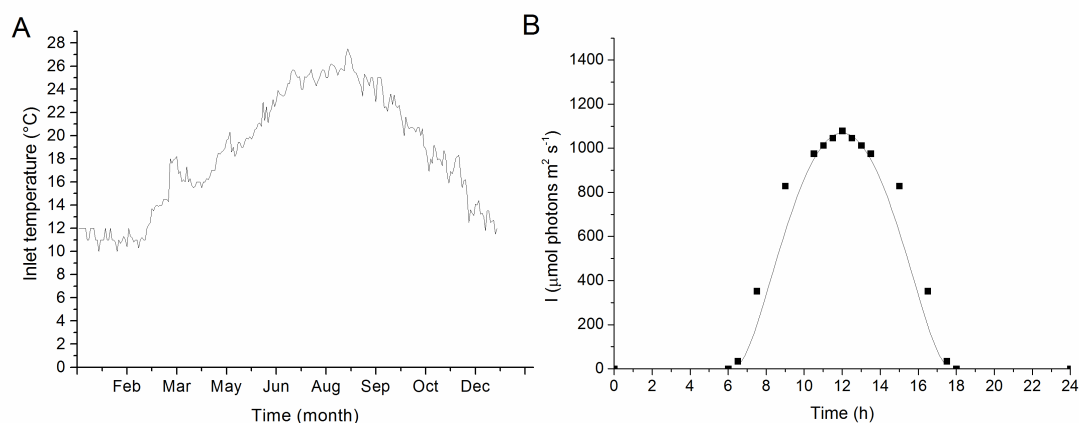 A
28
26
24
22
20
18
16
14
12
10
8
6
4
2
0
Inlet temperature (°C)
Feb Mar May Jun Aug Sep Oct Dec
Time (month)
B
1400
1200
1000
800
600
400
200
0
I (μmol photons m² s⁻¹)
0 2 4 6 8 10 12 14 16 18 20 22 24
Time (h)